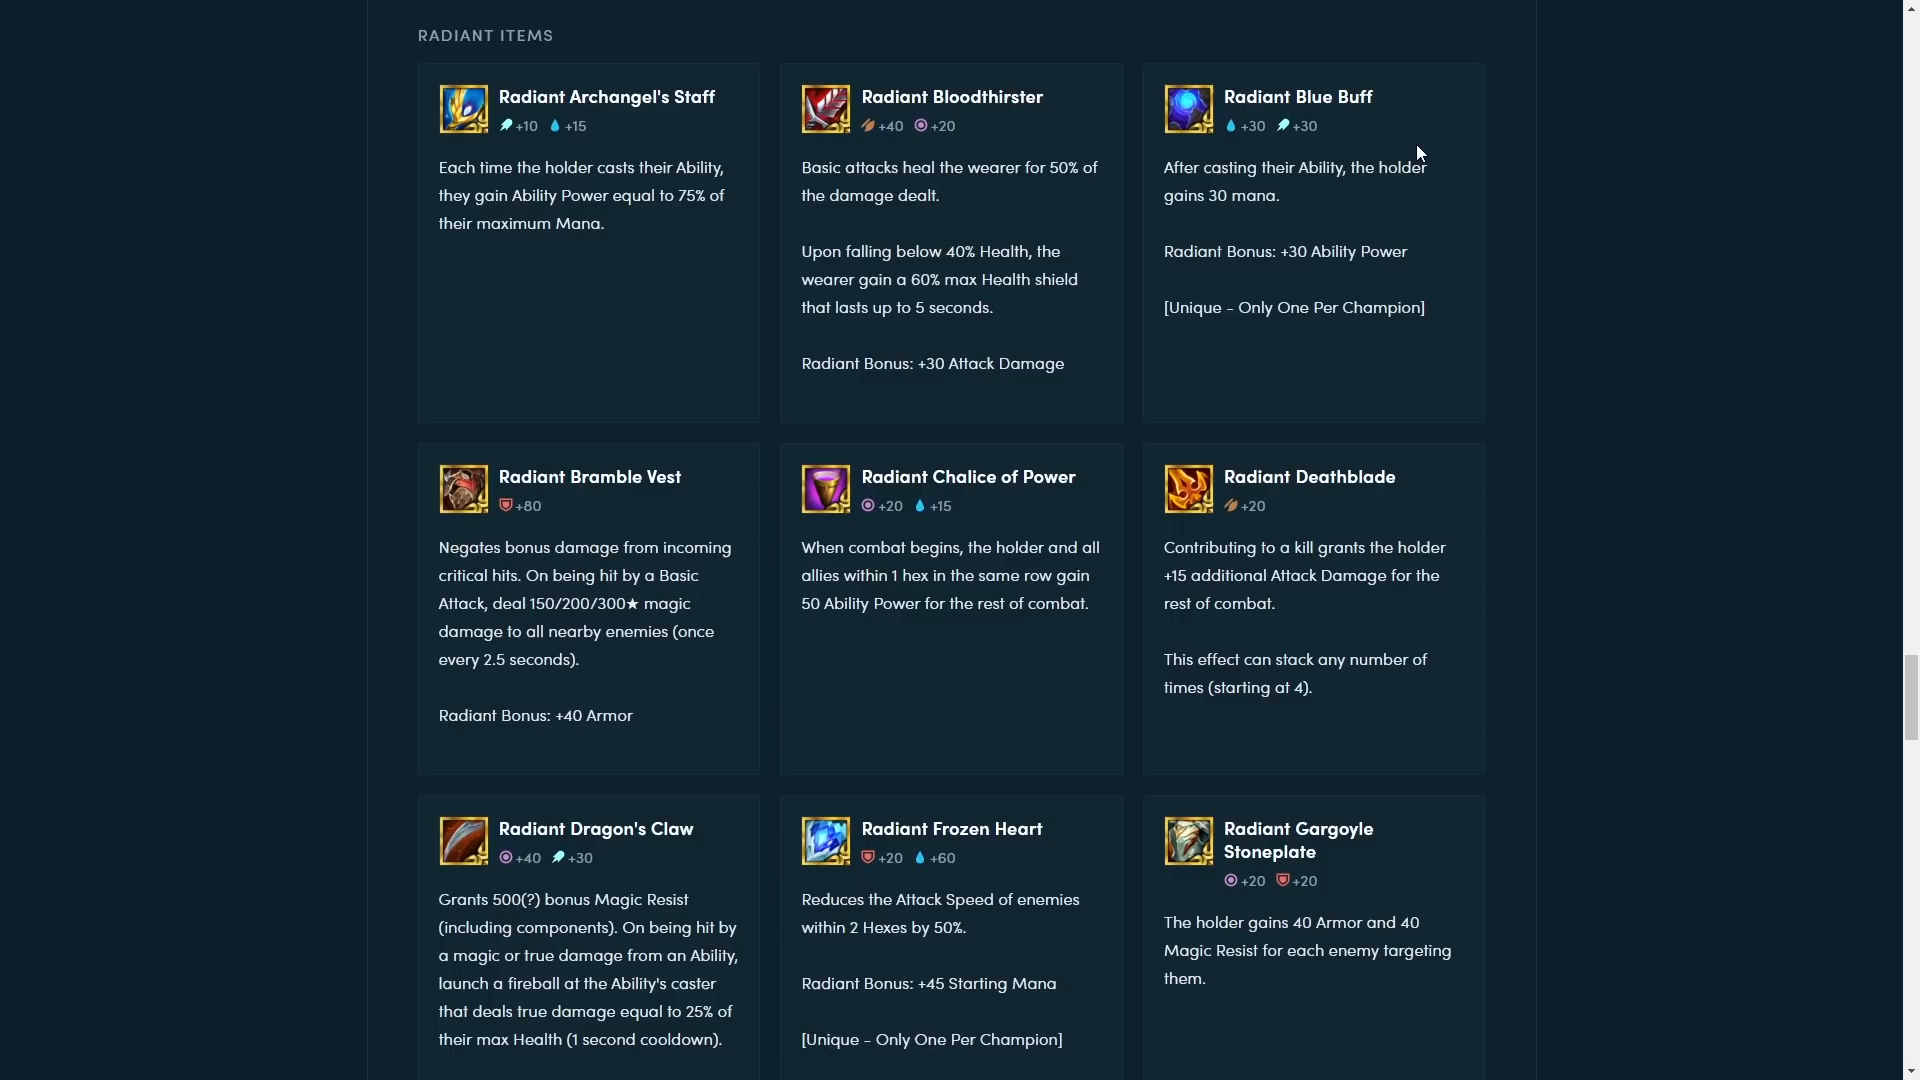 RADIANT ITEMS
Radiant Archangel's Staff
+10 +15
Each time the holder casts their Ability,
they gain Ability Power equal to 75% of
their maximum Mana.
Radiant Bloodthirster
+40 +20
Basic attacks heal the wearer for 50% of
the damage dealt.
Upon falling below 40% Health, the
wearer gain a 60% max Health shield
that lasts up to 5 seconds.
Radiant Bonus: +30 Attack Damage
Radiant Blue Buff
+30 +30
After casting their Ability, the holder
gains 30 mana.
Radiant Bonus: +30 Ability Power
[Unique - Only One Per Champion]
Radiant Bramble Vest
+80
Negates bonus damage from incoming
critical hits. On being hit by a Basic
Attack, deal 150/200/300★ magic
damage to all nearby enemies (once
every 2.5 seconds).
Radiant Bonus: +40 Armor
Radiant Chalice of Power
+20 +15
When combat begins, the holder and all
allies within 1 hex in the same row gain
50 Ability Power for the rest of combat.
Radiant Deathblade
+20
Contributing to a kill grants the holder
+15 additional Attack Damage for the
rest of combat.
This effect can stack any number of
times (starting at 4).
Radiant Dragon's Claw
+40 +30
Grants 500(?) bonus Magic Resist
(including components). On being hit by
a magic or true damage from an Ability,
launch a fireball at the Ability's caster
that deals true damage equal to 25% of
their max Health (1 second cooldown).
Radiant Frozen Heart
+20 +60
Reduces the Attack Speed of enemies
within 2 Hexes by 50%.
Radiant Bonus: +45 Starting Mana
[Unique - Only One Per Champion]
Radiant Gargoyle
Stoneplate
+20 +20
The holder gains 40 Armor and 40
Magic Resist for each enemy targeting
them.